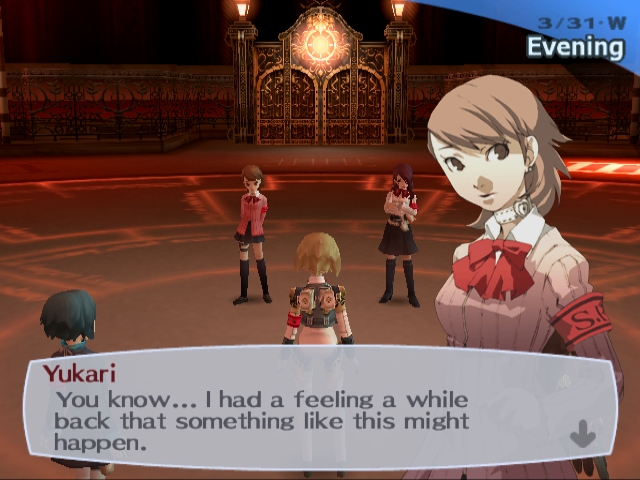 3/31·W
Evening
S.
Yukari
You know... I had a feeling a while
back that something like this might
happen.